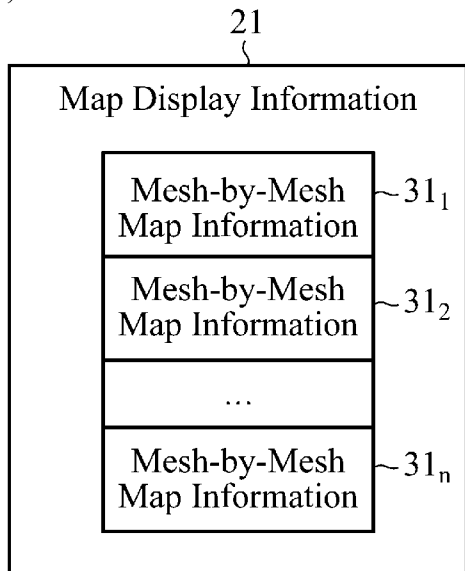 21
Map Display Information
Mesh-by-Mesh
Map Information
31₁
Mesh-by-Mesh
Map Information
31₂
...
Mesh-by-Mesh
Map Information
31ₙ